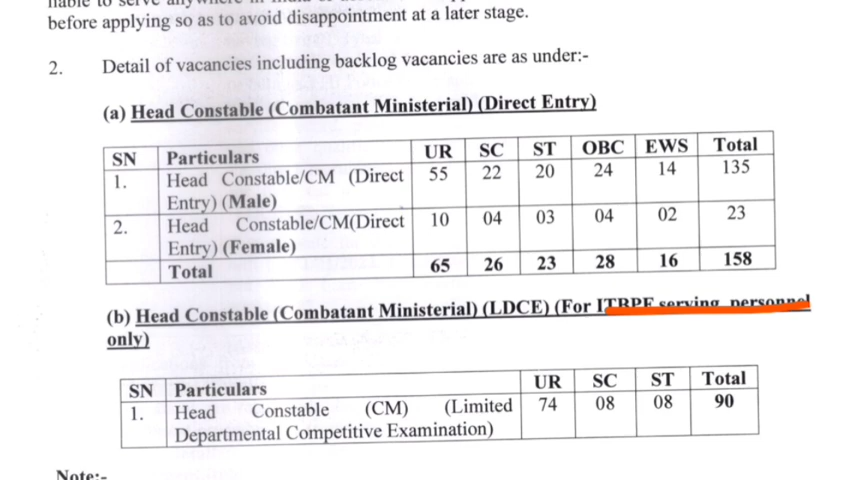 before applying so as to avoid disappointment at a later stage.
2. Detail of vacancies including backlog vacancies are as under:-
(a) Head Constable (Combatant Ministerial) (Direct Entry)
SN Particulars UR SC ST OBC EWS Total
1. Head Constable/CM (Direct Entry) (Male) 55 22 20 24 14 135
2. Head Constable/CM(Direct Entry) (Female) 10 04 03 04 02 23
Total 65 26 23 28 16 158
(b) Head Constable (Combatant Ministerial) (LDCE) (For ITBPF serving personnel
only)
SN Particulars UR SC ST Total
1. Head Constable (CM) (Limited Departmental Competitive Examination) 74 08 08 90
Note:-